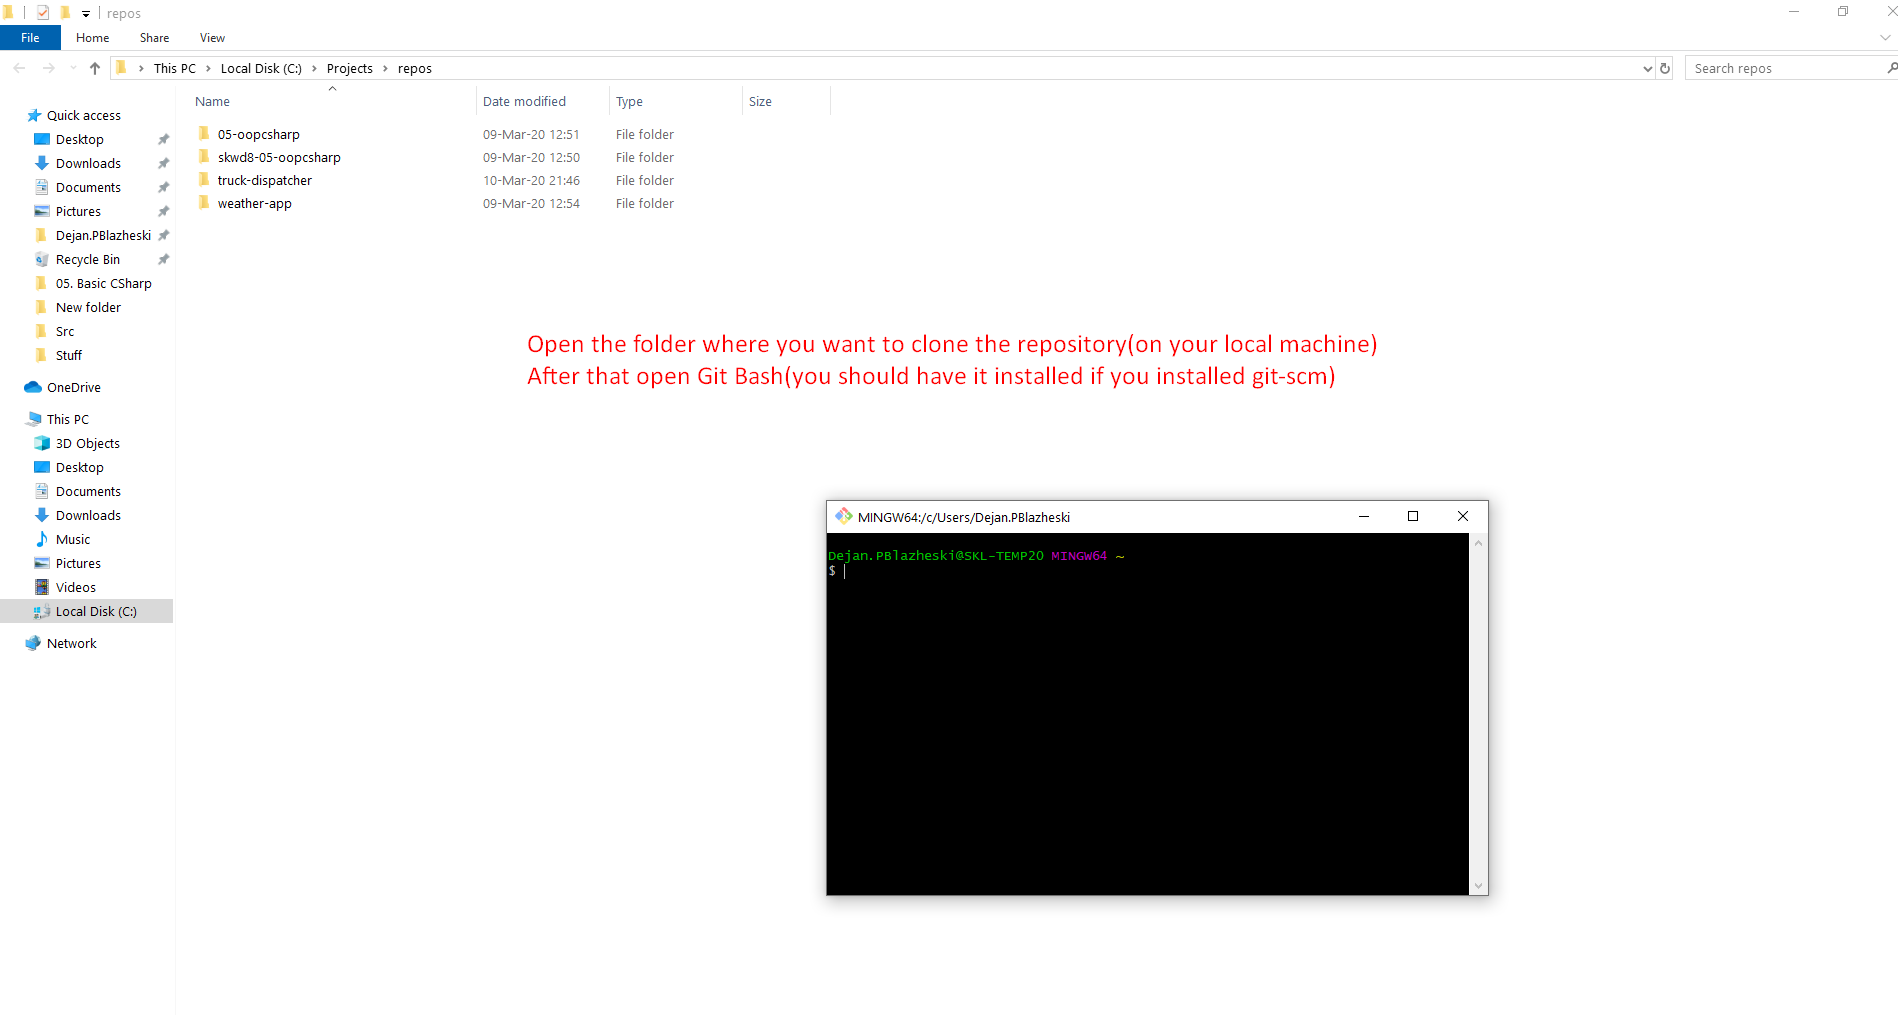 repos
File Home Share View
This PC Local Disk (C:) Projects repos Search repos
Name Date modified Type Size
05-oopcsharp 09-Mar-20 12:51 File folder
skwd8-05-oopcsharp 09-Mar-20 12:50 File folder
truck-dispatcher 10-Mar-20 21:46 File folder
weather-app 09-Mar-20 12:54 File folder
Quick access
Desktop
Downloads
Documents
Pictures
Dejan.PBlazheski
Recycle Bin
05. Basic CSharp
New folder
Src
Stuff
OneDrive
This PC
3D Objects
Desktop
Documents
Downloads
Music
Pictures
Videos
Local Disk (C:)
Network
Open the folder where you want to clone the repository(on your local machine)
After that open Git Bash(you should have it installed if you installed git-scm)
MINGW64:/c/Users/Dejan.PBlazheski
Dejan.PBlazheski@SKL-TEMP20 MINGW64 ~
$